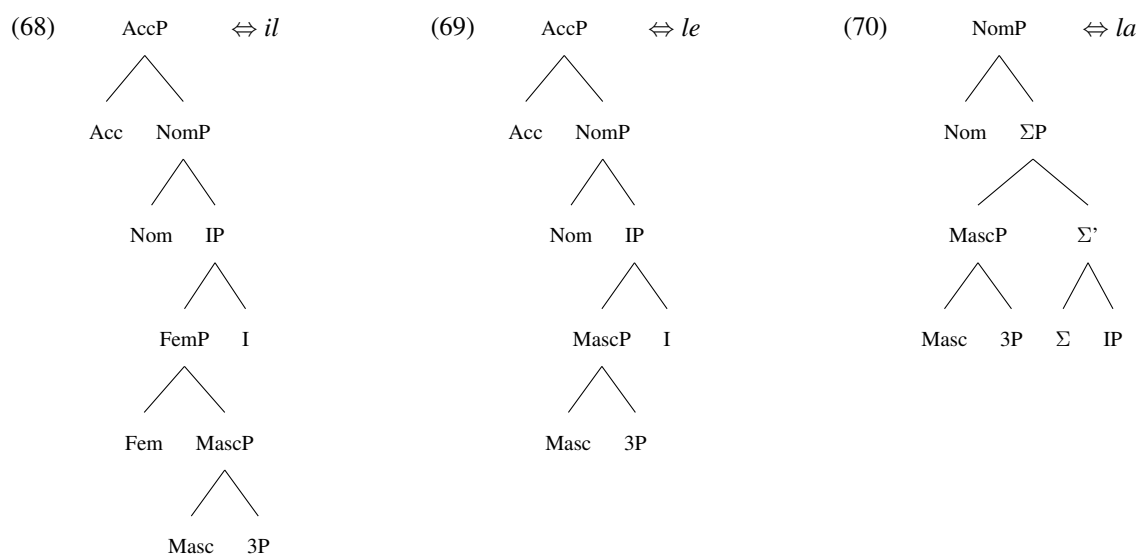 (68) AccP ⇔ il (69) AccP ⇔ le (70) NomP ⇔ la
Acc NomP Acc NomP Nom ΣP
Nom IP Nom IP MascP Σ’
FemP I MascP I Masc 3P Σ IP
Fem MascP Masc 3P
Masc 3P